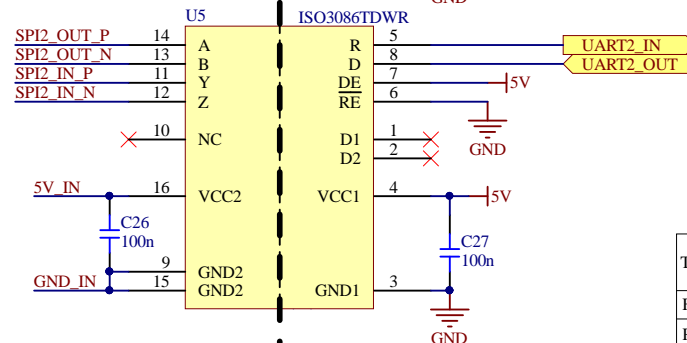 GND
U5
ISO3086TDWR
SPI2_OUT_P 14 A R 5 UART2_IN
SPI2_OUT_N 13 B D 8 UART2_OUT
SPI2_IN_P 11 Y DE 7 5V
SPI2_IN_N 12 Z RE 6
GND
10 NC D1 1
D2 2
5V_IN 16 VCC2 VCC1 4 5V
C26
100n
C27
100n
9 GND2
GND_IN 15 GND2 GND1 3
GND